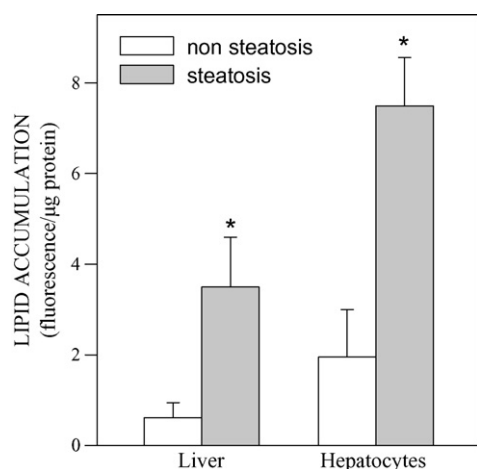 non steatosis
steatosis
*
*
8
6
4
2
0
LIPID ACCUMULATION
(fluorescence/μg protein)
Liver Hepatocytes